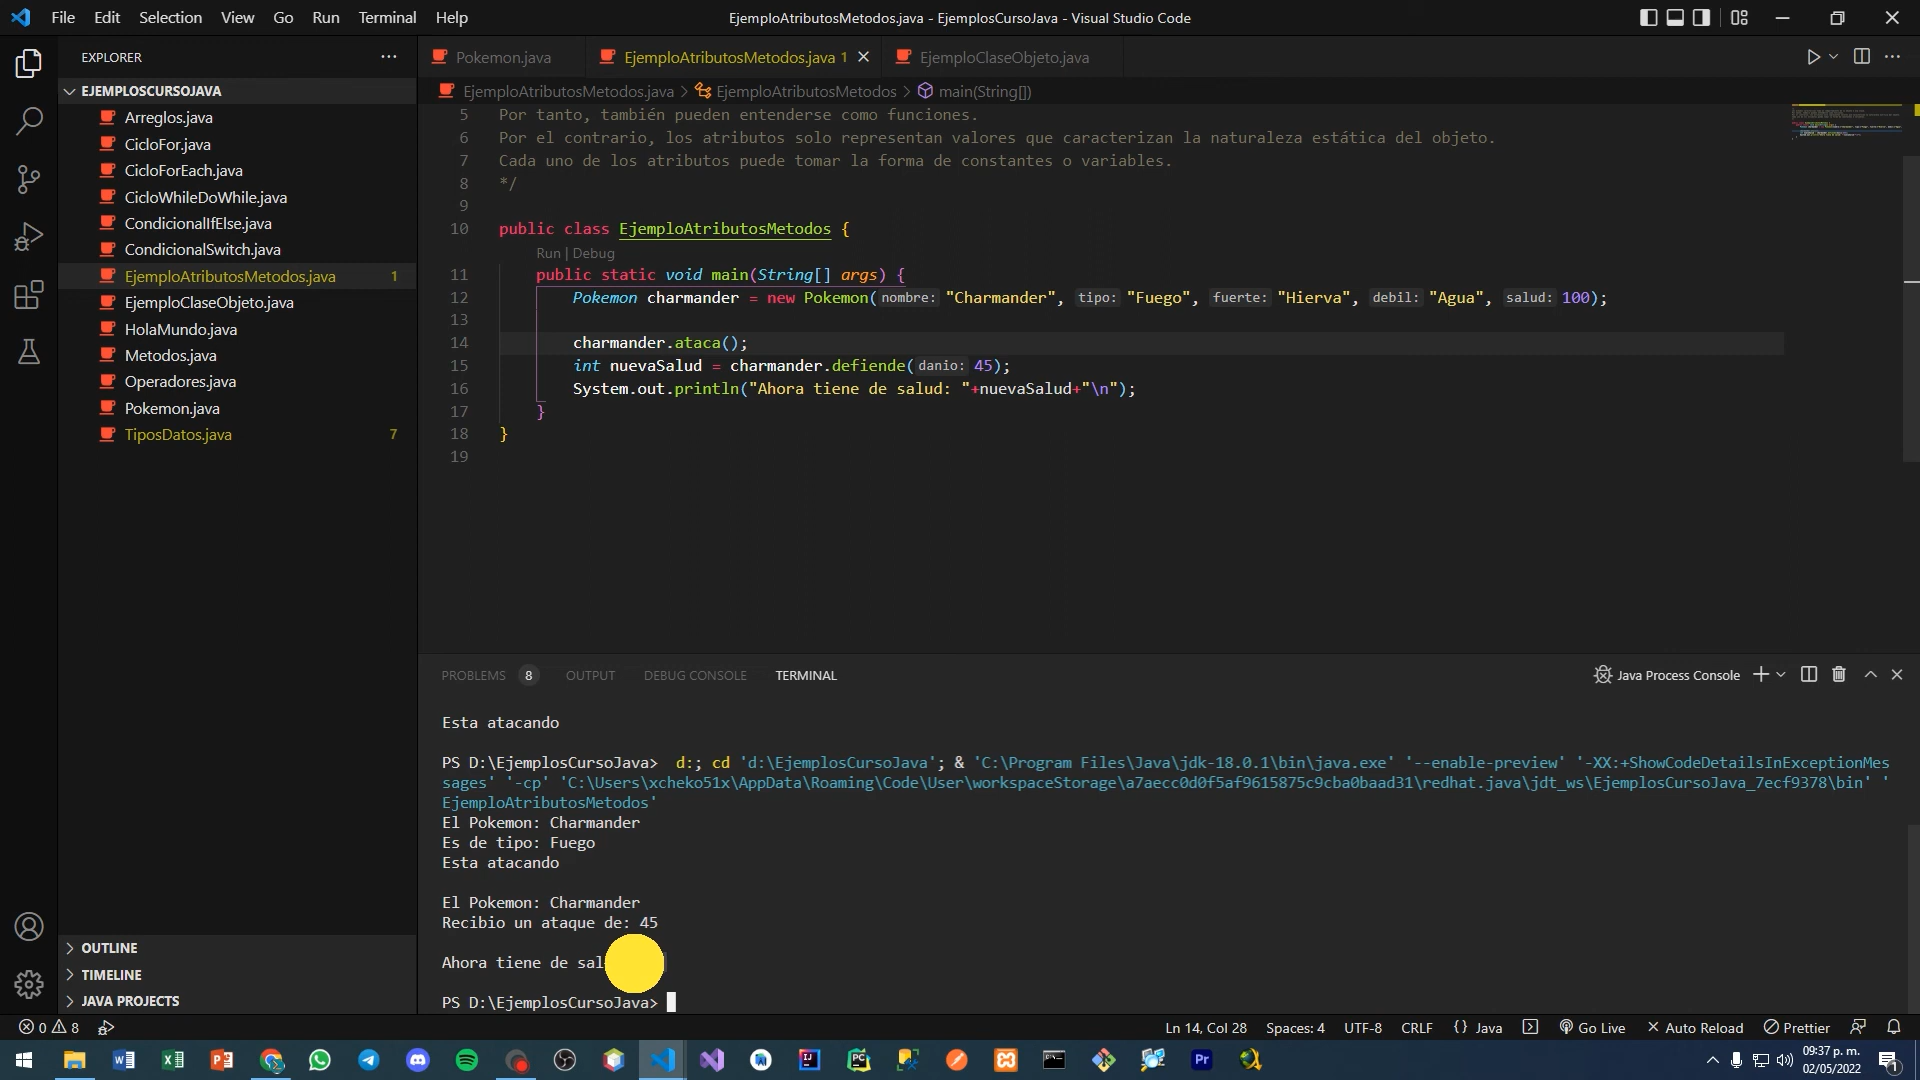 File Edit Selection View Go Run Terminal Help
EjemploAtributosMetodos.java - EjemplosCursoJava - Visual Studio Code
EXPLORER
EJEMPLOSCURSOJAVA
Arreglos.java
CicloFor.java
CicloForEach.java
CicloWhileDoWhile.java
CondicionalIfElse.java
CondicionalSwitch.java
EjemploAtributosMetodos.java 1
EjemploClaseObjeto.java
HolaMundo.java
Metodos.java
Operadores.java
Pokemon.java
TiposDatos.java 7
OUTLINE
TIMELINE
JAVA PROJECTS
Pokemon.java EjemploAtributosMetodos.java 1 EjemploClaseObjeto.java
EjemploAtributosMetodos.java > EjemploAtributosMetodos > main(String[])
5 Por tanto, también pueden entenderse como funciones.
6 Por el contrario, los atributos solo representan valores que caracterizan la naturaleza estática del objeto.
7 Cada uno de los atributos puede tomar la forma de constantes o variables.
8 */
9
10 public class EjemploAtributosMetodos {
Run | Debug
11 public static void main(String[] args) {
12 Pokemon charmander = new Pokemon(nombre: "Charmander", tipo: "Fuego", fuerte: "Hierva", debil: "Agua", salud: 100);
13
14 charmander.ataca();
15 int nuevaSalud = charmander.defiende(danio: 45);
16 System.out.println("Ahora tiene de salud: "+nuevaSalud+"\n");
17 }
18 }
19
PROBLEMS 8 OUTPUT DEBUG CONSOLE TERMINAL
Java Process Console
Esta atacando
PS D:\EjemplosCursoJava> d:; cd 'd:\EjemplosCursoJava'; & 'C:\Program Files\Java\jdk-18.0.1\bin\java.exe' '--enable-preview' '-XX:+ShowCodeDetailsInExceptionMes
sages' '-cp' 'C:\Users\xcheko51x\AppData\Roaming\Code\User\workspaceStorage\a7aecc0d0f5af9615875c9cba0baad31\redhat.java\jdt_ws\EjemplosCursoJava_7ecf9378\bin' '
EjemploAtributosMetodos'
El Pokemon: Charmander
Es de tipo: Fuego
Esta atacando
El Pokemon: Charmander
Recibio un ataque de: 45
Ahora tiene de sal
PS D:\EjemplosCursoJava>
0 8
Ln 14, Col 28 Spaces: 4 UTF-8 CRLF {} Java Go Live Auto Reload Prettier
09:37 p. m.
02/05/2022
1